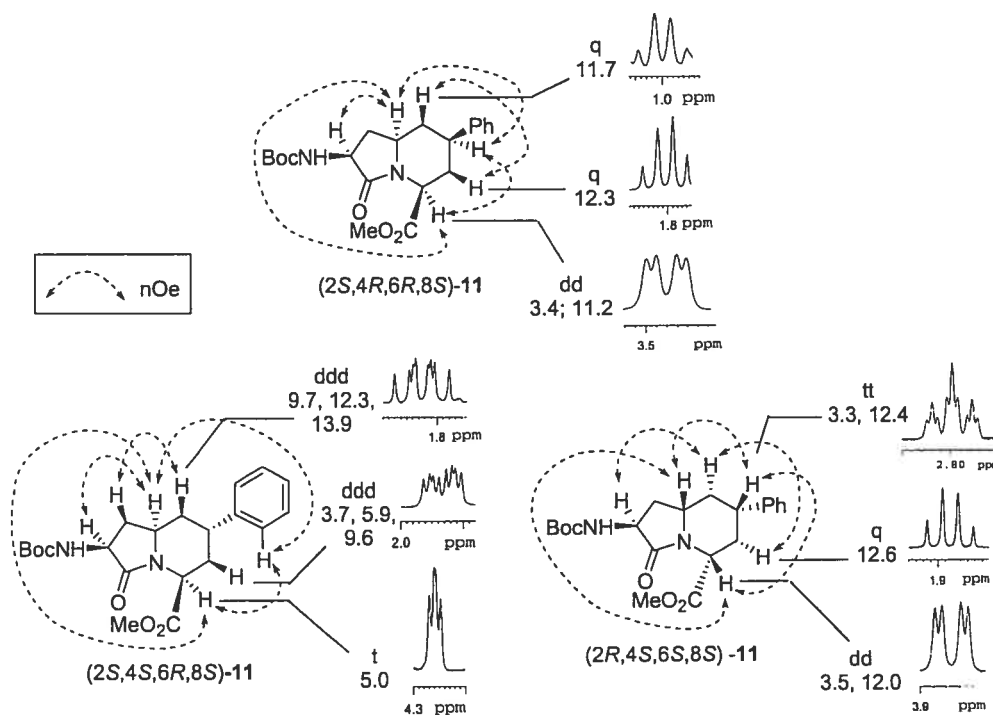 q
11.7
1.0 ppm
H
H
H
Ph
H
BocNH
N
H
O
MeO₂C
H
q
12.3
1.8 ppm
nOe
(2S,4R,6R,8S)-11
dd
3.4; 11.2
3.5 ppm
ddd
9.7, 12.3,
13.9
1.8 ppm
H
H
H
H
BocNH
N
H
H
O
MeO₂C
H
ddd
3.7, 5.9,
9.6
2.0 ppm
(2S,4S,6R,8S)-11
t
5.0
4.3 ppm
tt
3.3, 12.4
2.80 ppm
H
H
H
H
Ph
BocNH
N
H
O
MeO₂C
H
q
12.6
1.9 ppm
(2R,4S,6S,8S) -11
dd
3.5, 12.0
3.9 ppm